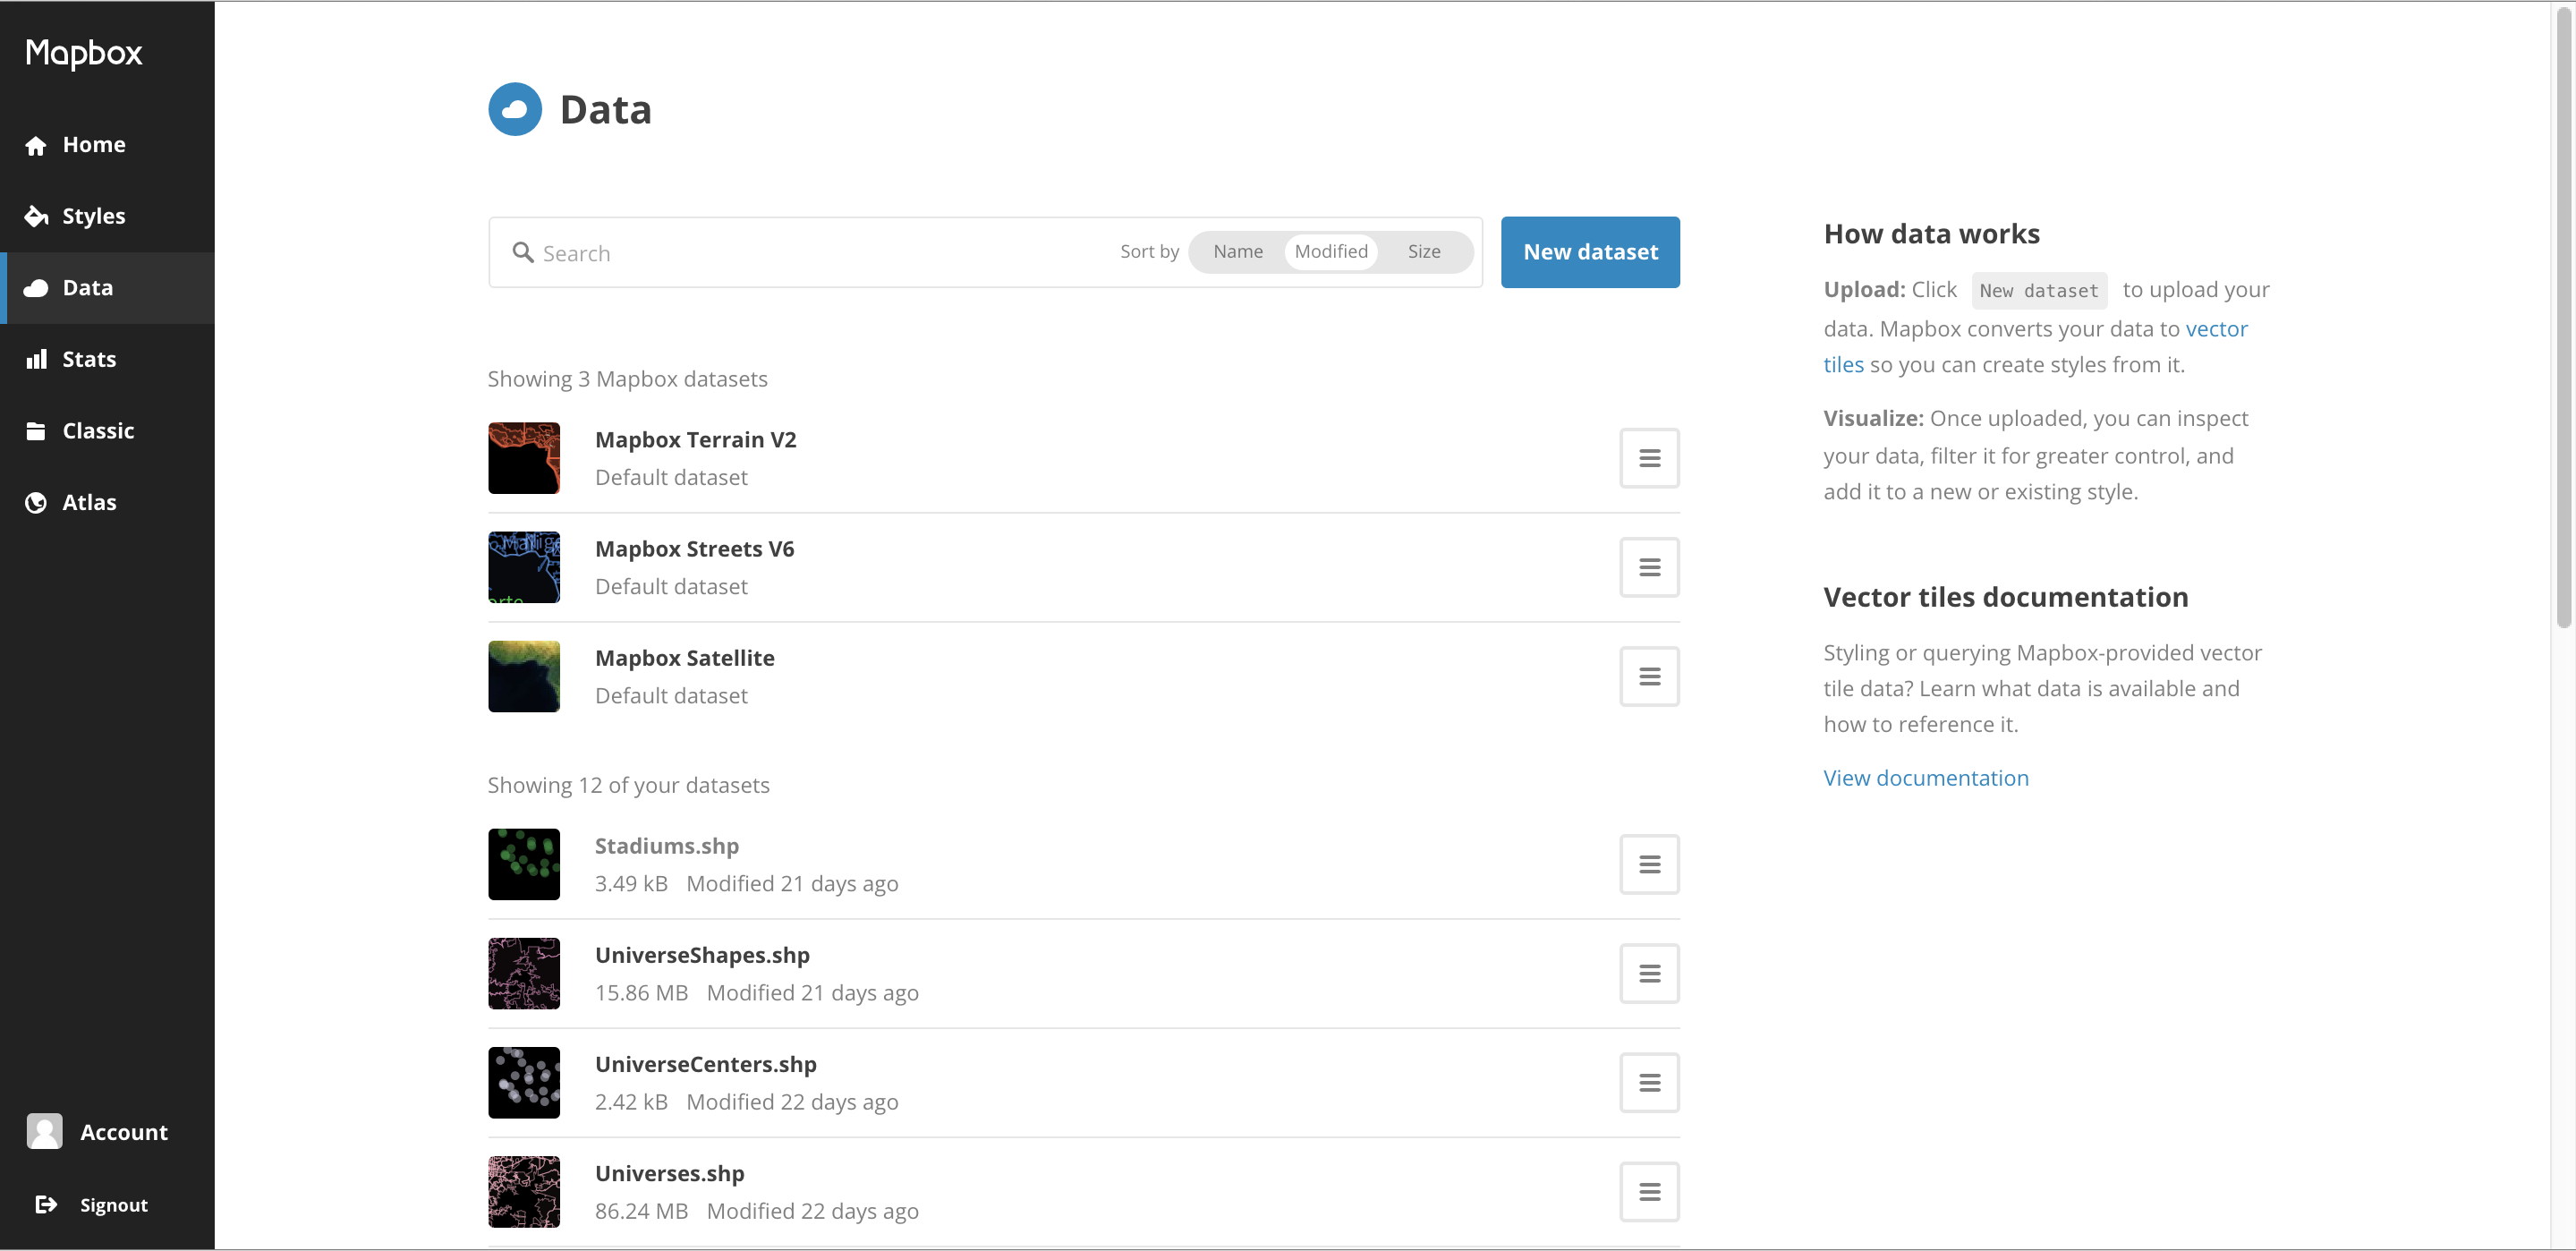 Mapbox
Home
Styles
Data
Stats
Classic
Atlas
Account
Signout
Data
Search
Sort by Name Modified Size
New dataset
Showing 3 Mapbox datasets
Mapbox Terrain V2
Default dataset
Mapbox Streets V6
Default dataset
Mapbox Satellite
Default dataset
Showing 12 of your datasets
Stadiums.shp
3.49 kB Modified 21 days ago
UniverseShapes.shp
15.86 MB Modified 21 days ago
UniverseCenters.shp
2.42 kB Modified 22 days ago
Universes.shp
86.24 MB Modified 22 days ago
How data works
Upload: Click New dataset to upload your
data. Mapbox converts your data to vector
tiles so you can create styles from it.
Visualize: Once uploaded, you can inspect
your data, filter it for greater control, and
add it to a new or existing style.
Vector tiles documentation
Styling or querying Mapbox-provided vector
tile data? Learn what data is available and
how to reference it.
View documentation